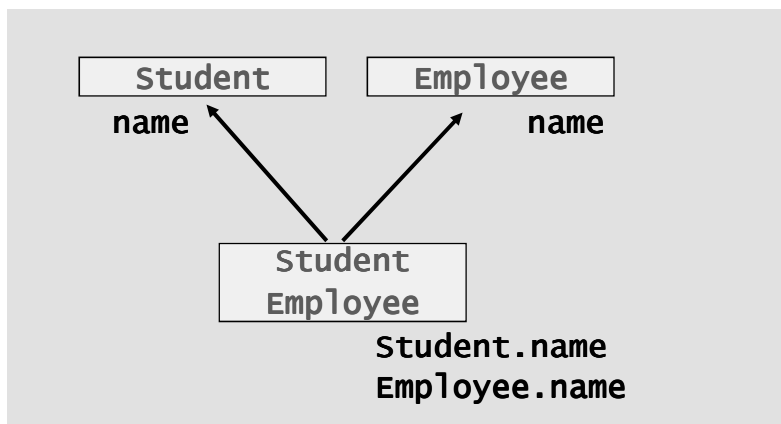 Student
Employee
name
name
Student
Employee
Student.name
Employee.name